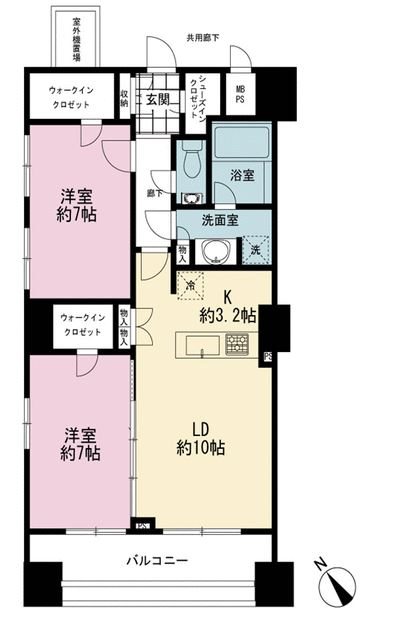 室外機置場
共用廊下
ウォークイン
クロゼット
収納
玄関
シューズイン
クロゼット
MB
PS
浴室
洋室
約7帖
廊下
洗面室
物入
洗
冷
K
約3.2帖
ウォークイン
クロゼット
物入
物入
PS
洋室
約7帖
LD
約10帖
PS
バルコニー
N